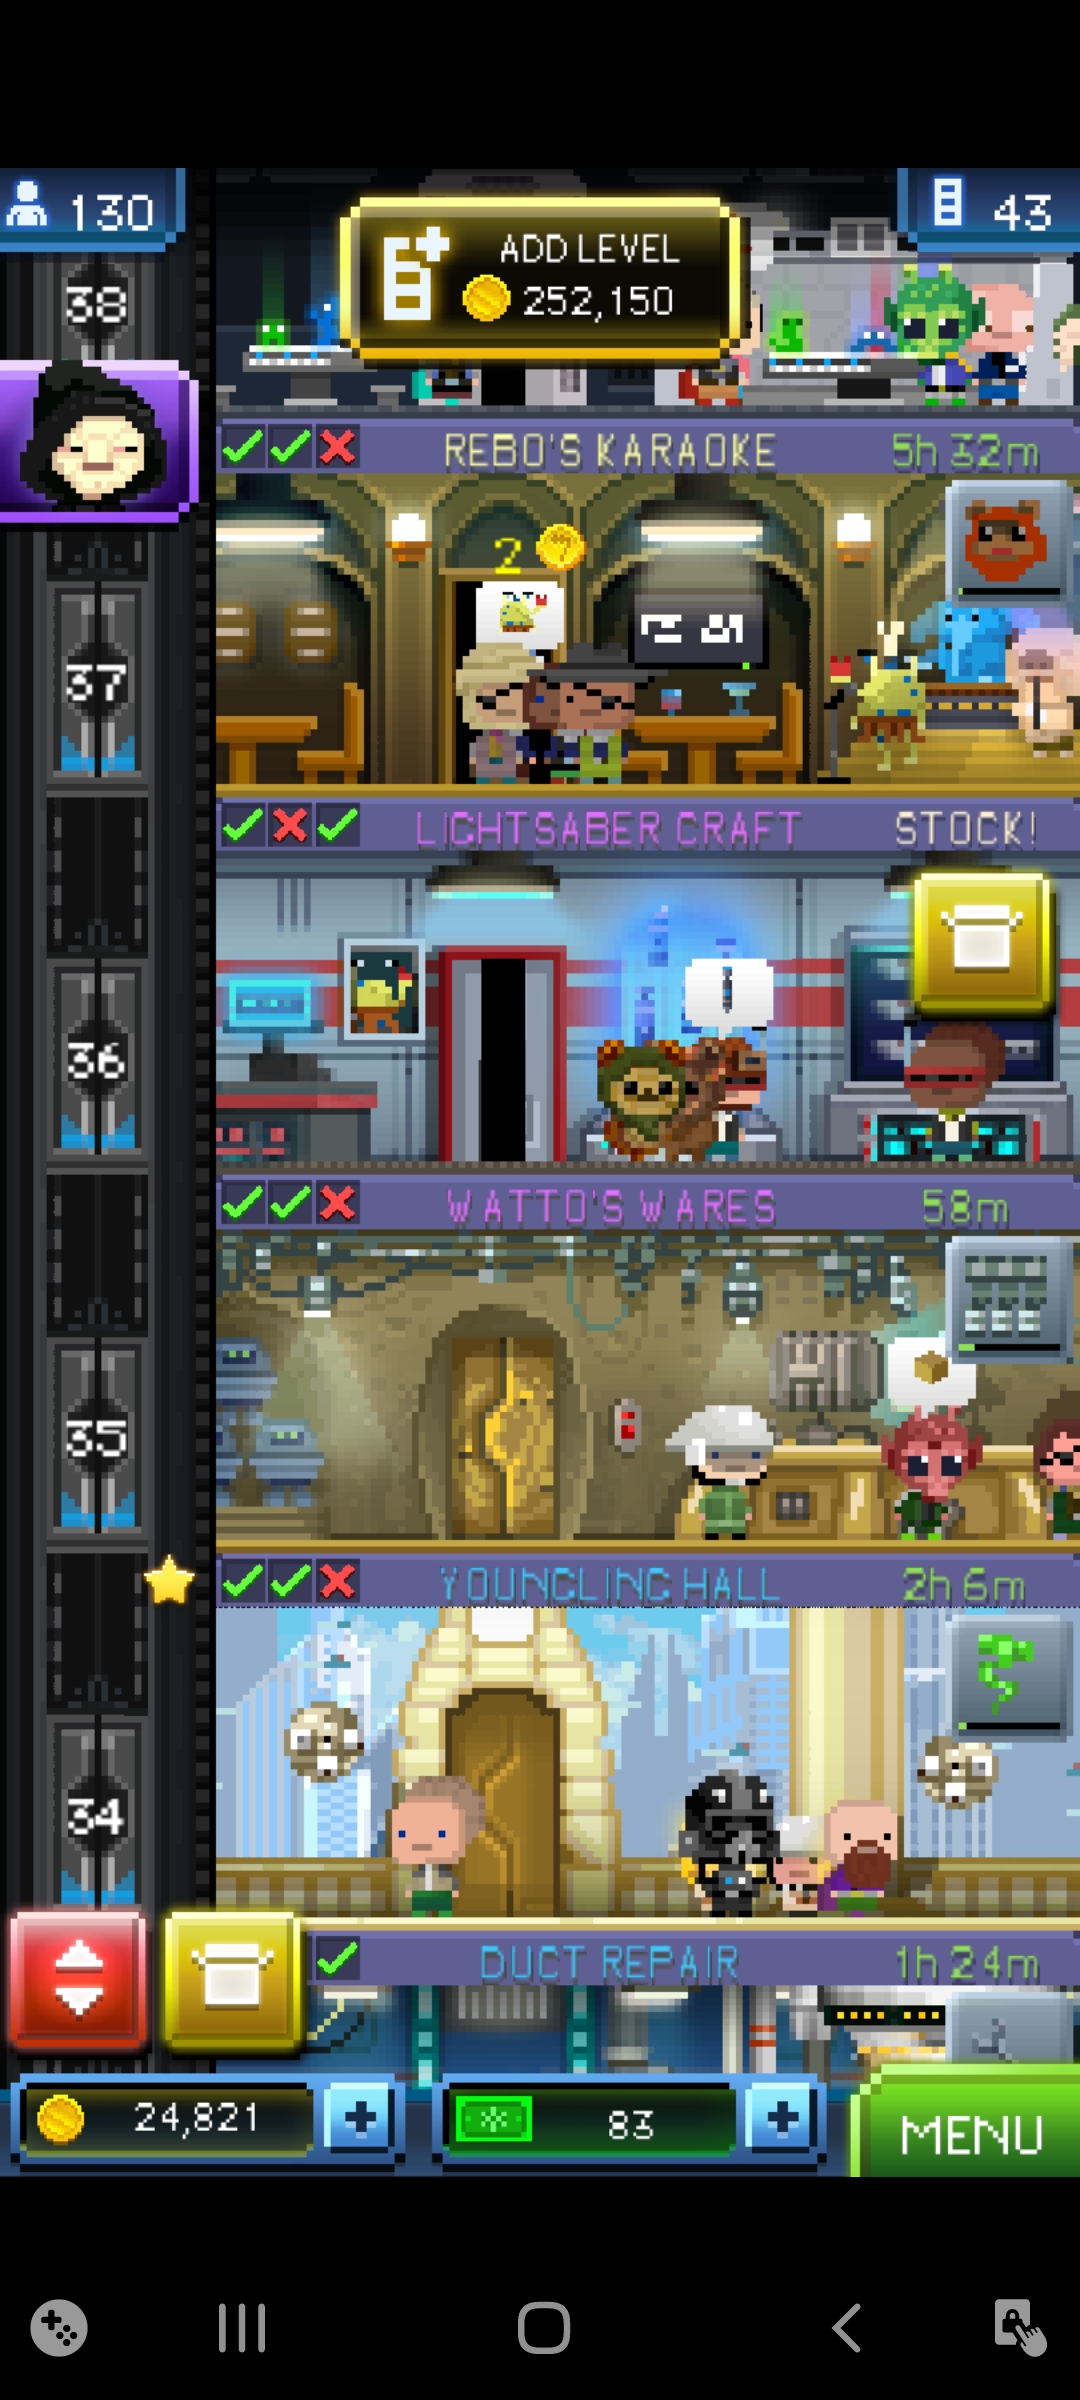 130
ADD LEVEL
252,150
43
38
REBO'S KARAOKE
5h 32m
2
37
LIGHTSABER CRAFT
STOCK!
36
WATTO'S WARES
58m
35
YOUNGLING HALL
2h 6m
34
DUCT REPAIR
1h 24m
24,821
83
MENU